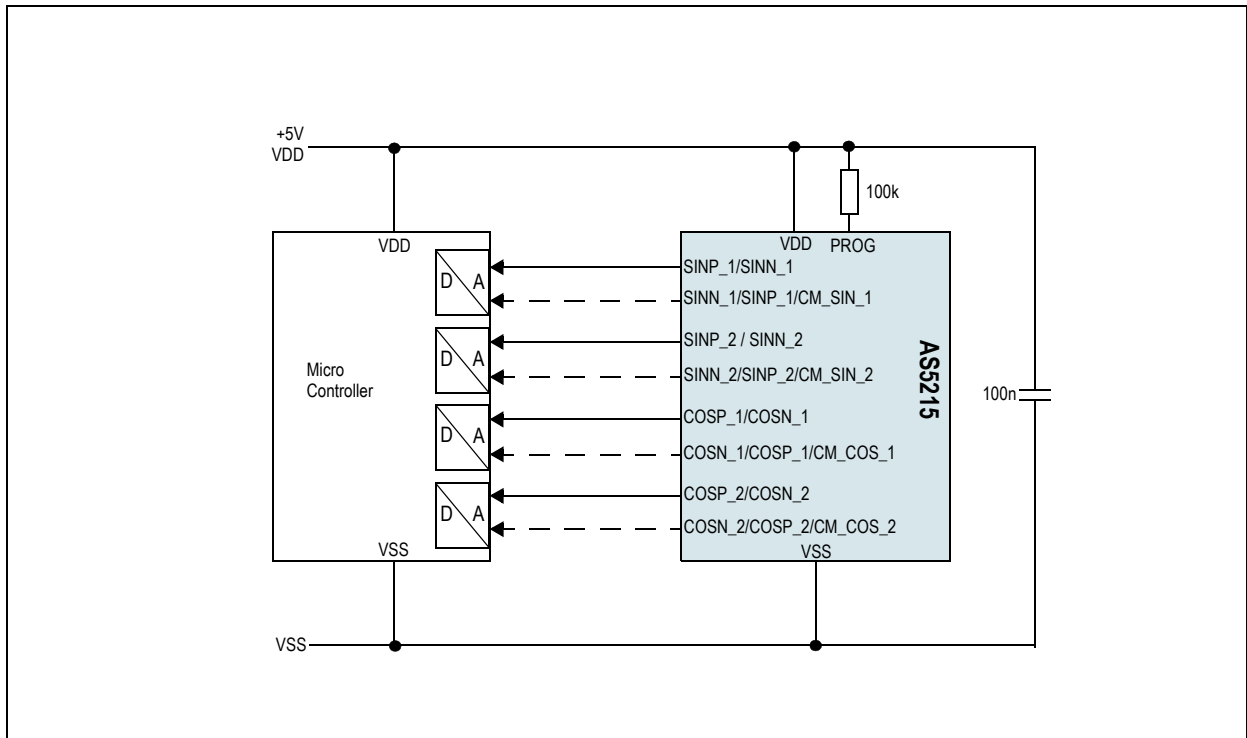 +5V
VDD
100k
VDD
VDD PROG
D A
SINP_1/SINN_1
SINN_1/SINP_1/CM_SIN_1
D A
SINP_2 / SINN_2
SINN_2/SINP_2/CM_SIN_2
Micro
Controller
AS5215
100n
D A
COSP_1/COSN_1
COSN_1/COSP_1/CM_COS_1
D A
COSP_2/COSN_2
COSN_2/COSP_2/CM_COS_2
VSS
VSS
VSS